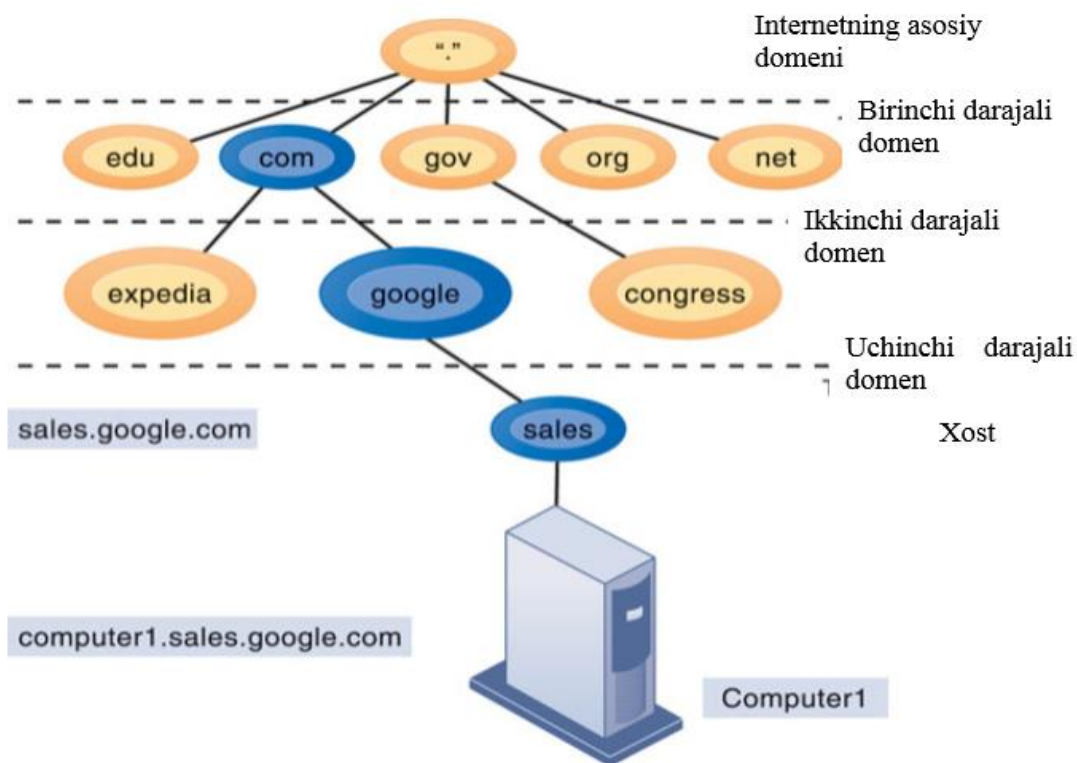 Internetning asosiy
domeni
“.”
Birinchi darajali
domen
edu com gov org net
Ikkinchi darajali
domen
expedia google congress
Uchinchi darajali
domen
sales.google.com sales Xost
computer1.sales.google.com
Computer1